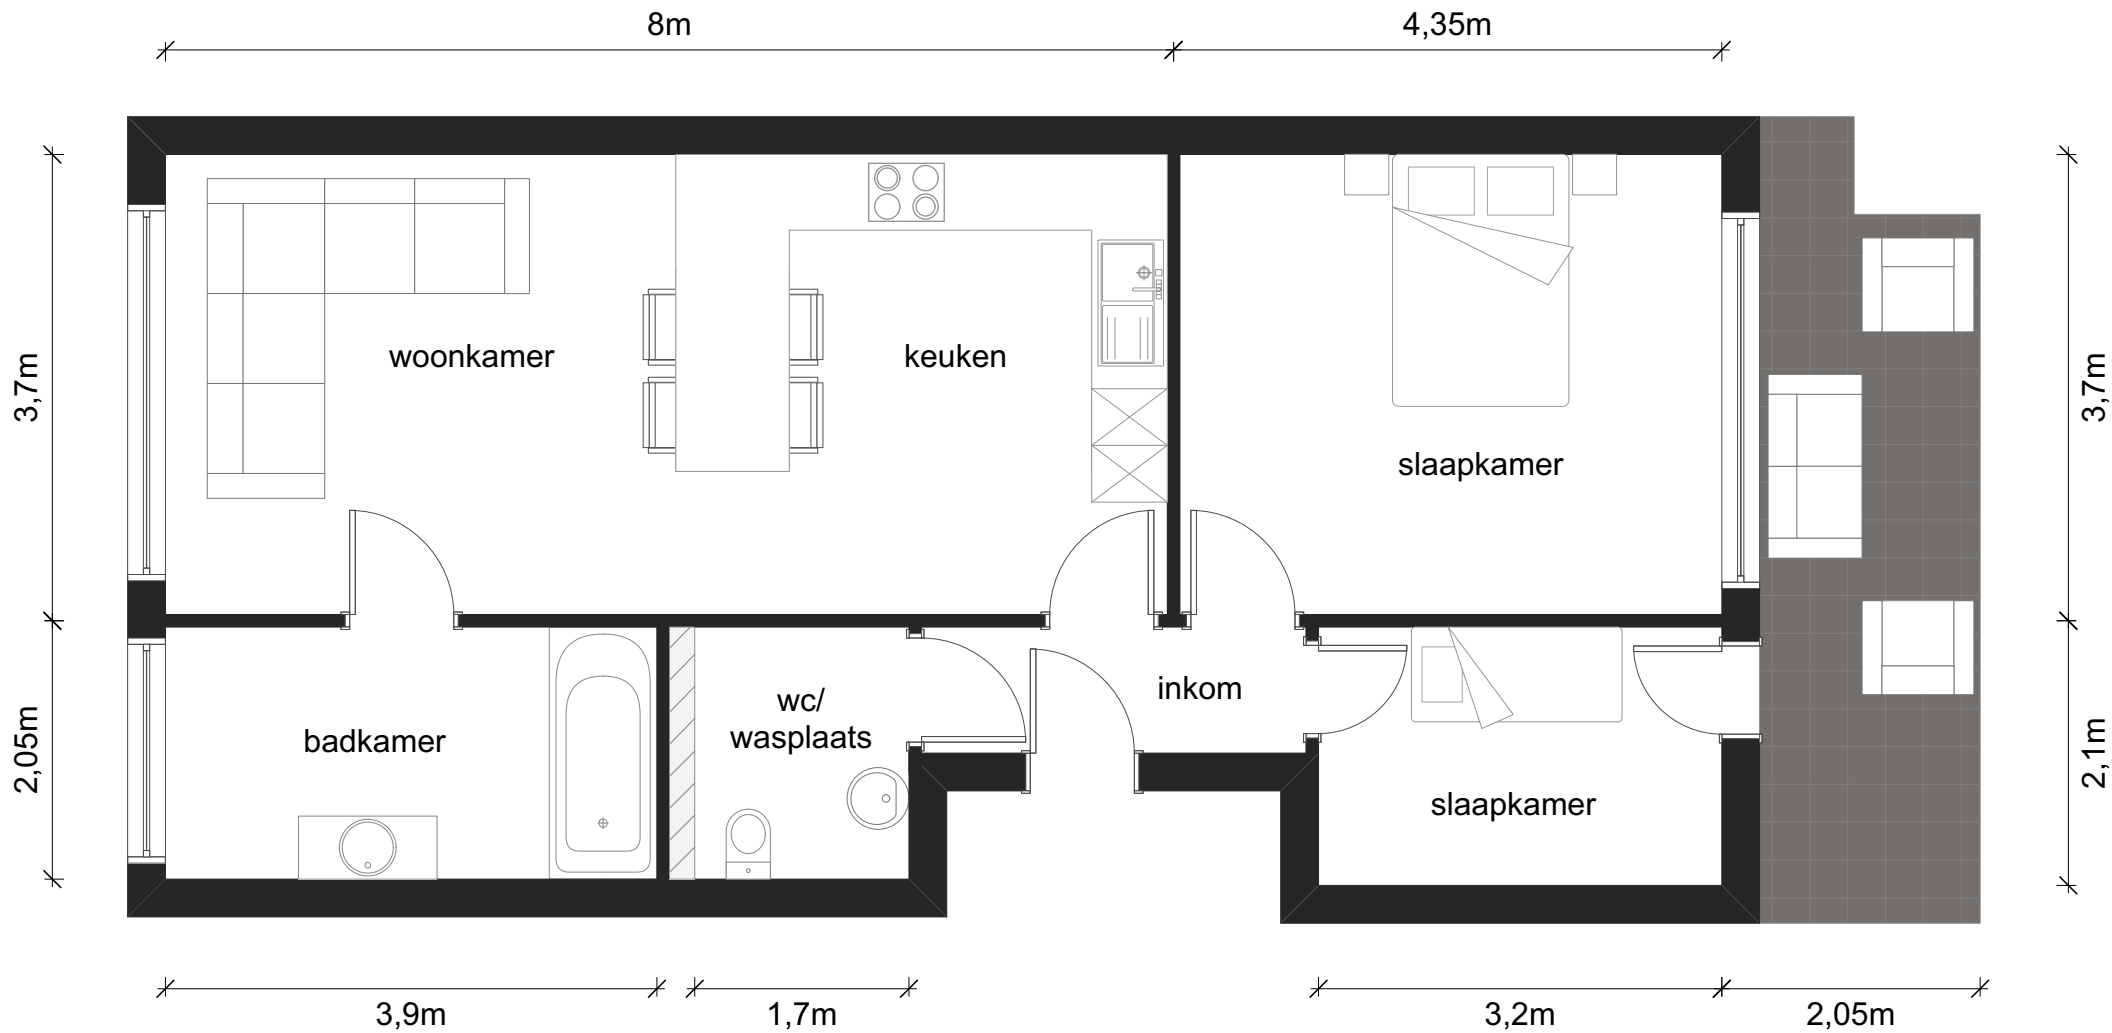 8m
4,35m
3,7m
3,7m
woonkamer
keuken
slaapkamer
2,05m
2,1m
badkamer
wc/
wasplaats
inkom
slaapkamer
3,9m
1,7m
3,2m
2,05m